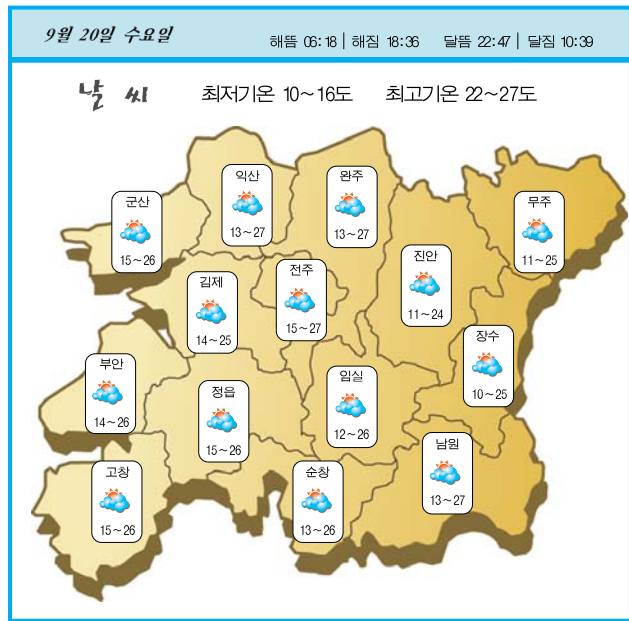 9월 20일 수요일
해뜸 06:18 | 해짐 18:36 달뜸 22:47 | 달짐 10:39
날씨 최저기온 10~16도 최고기온 22~27도
군산
15~26
익산
13~27
완주
13~27
무주
11~25
김제
14~25
전주
15~27
진안
11~24
장수
10~25
부안
14~26
정읍
15~26
임실
12~26
남원
13~27
고창
15~26
순창
13~26